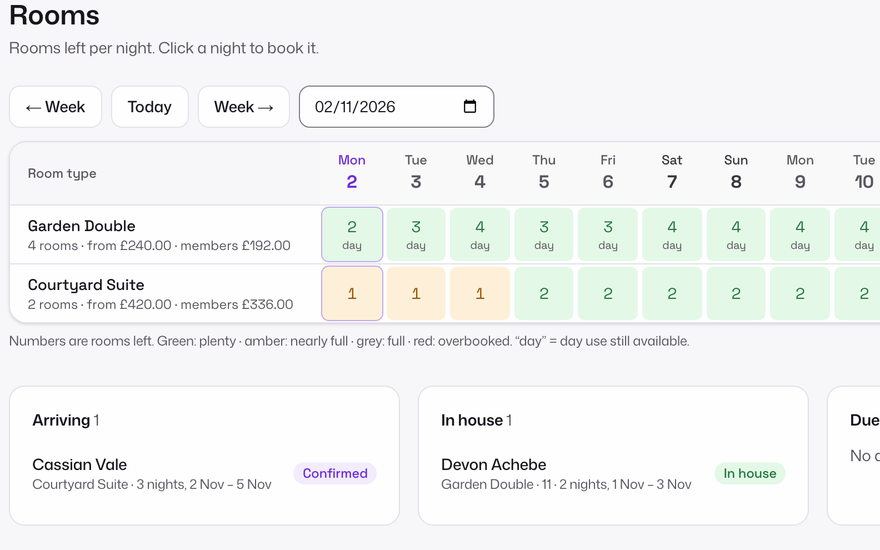 Rooms
Rooms left per night. Click a night to book it.
← Week Today Week → 02/11/2026
Room type Mon 2 Tue 3 Wed 4 Thu 5 Fri 6 Sat 7 Sun 8 Mon 9 Tue 10
Garden Double
4 rooms · from £240.00 · members £192.00
2 3 4 3 3 4 4 4 4
day day day day day day day day day
Courtyard Suite
2 rooms · from £420.00 · members £336.00
1 1 1 2 2 2 2 2 2
Numbers are rooms left. Green: plenty · amber: nearly full · grey: full · red: overbooked. “day” = day use still available.
Arriving 1
Cassian Vale
Courtyard Suite · 3 nights, 2 Nov – 5 Nov
Confirmed
In house 1
Devon Achebe
Garden Double · 11 · 2 nights, 1 Nov – 3 Nov
In house
Due
No